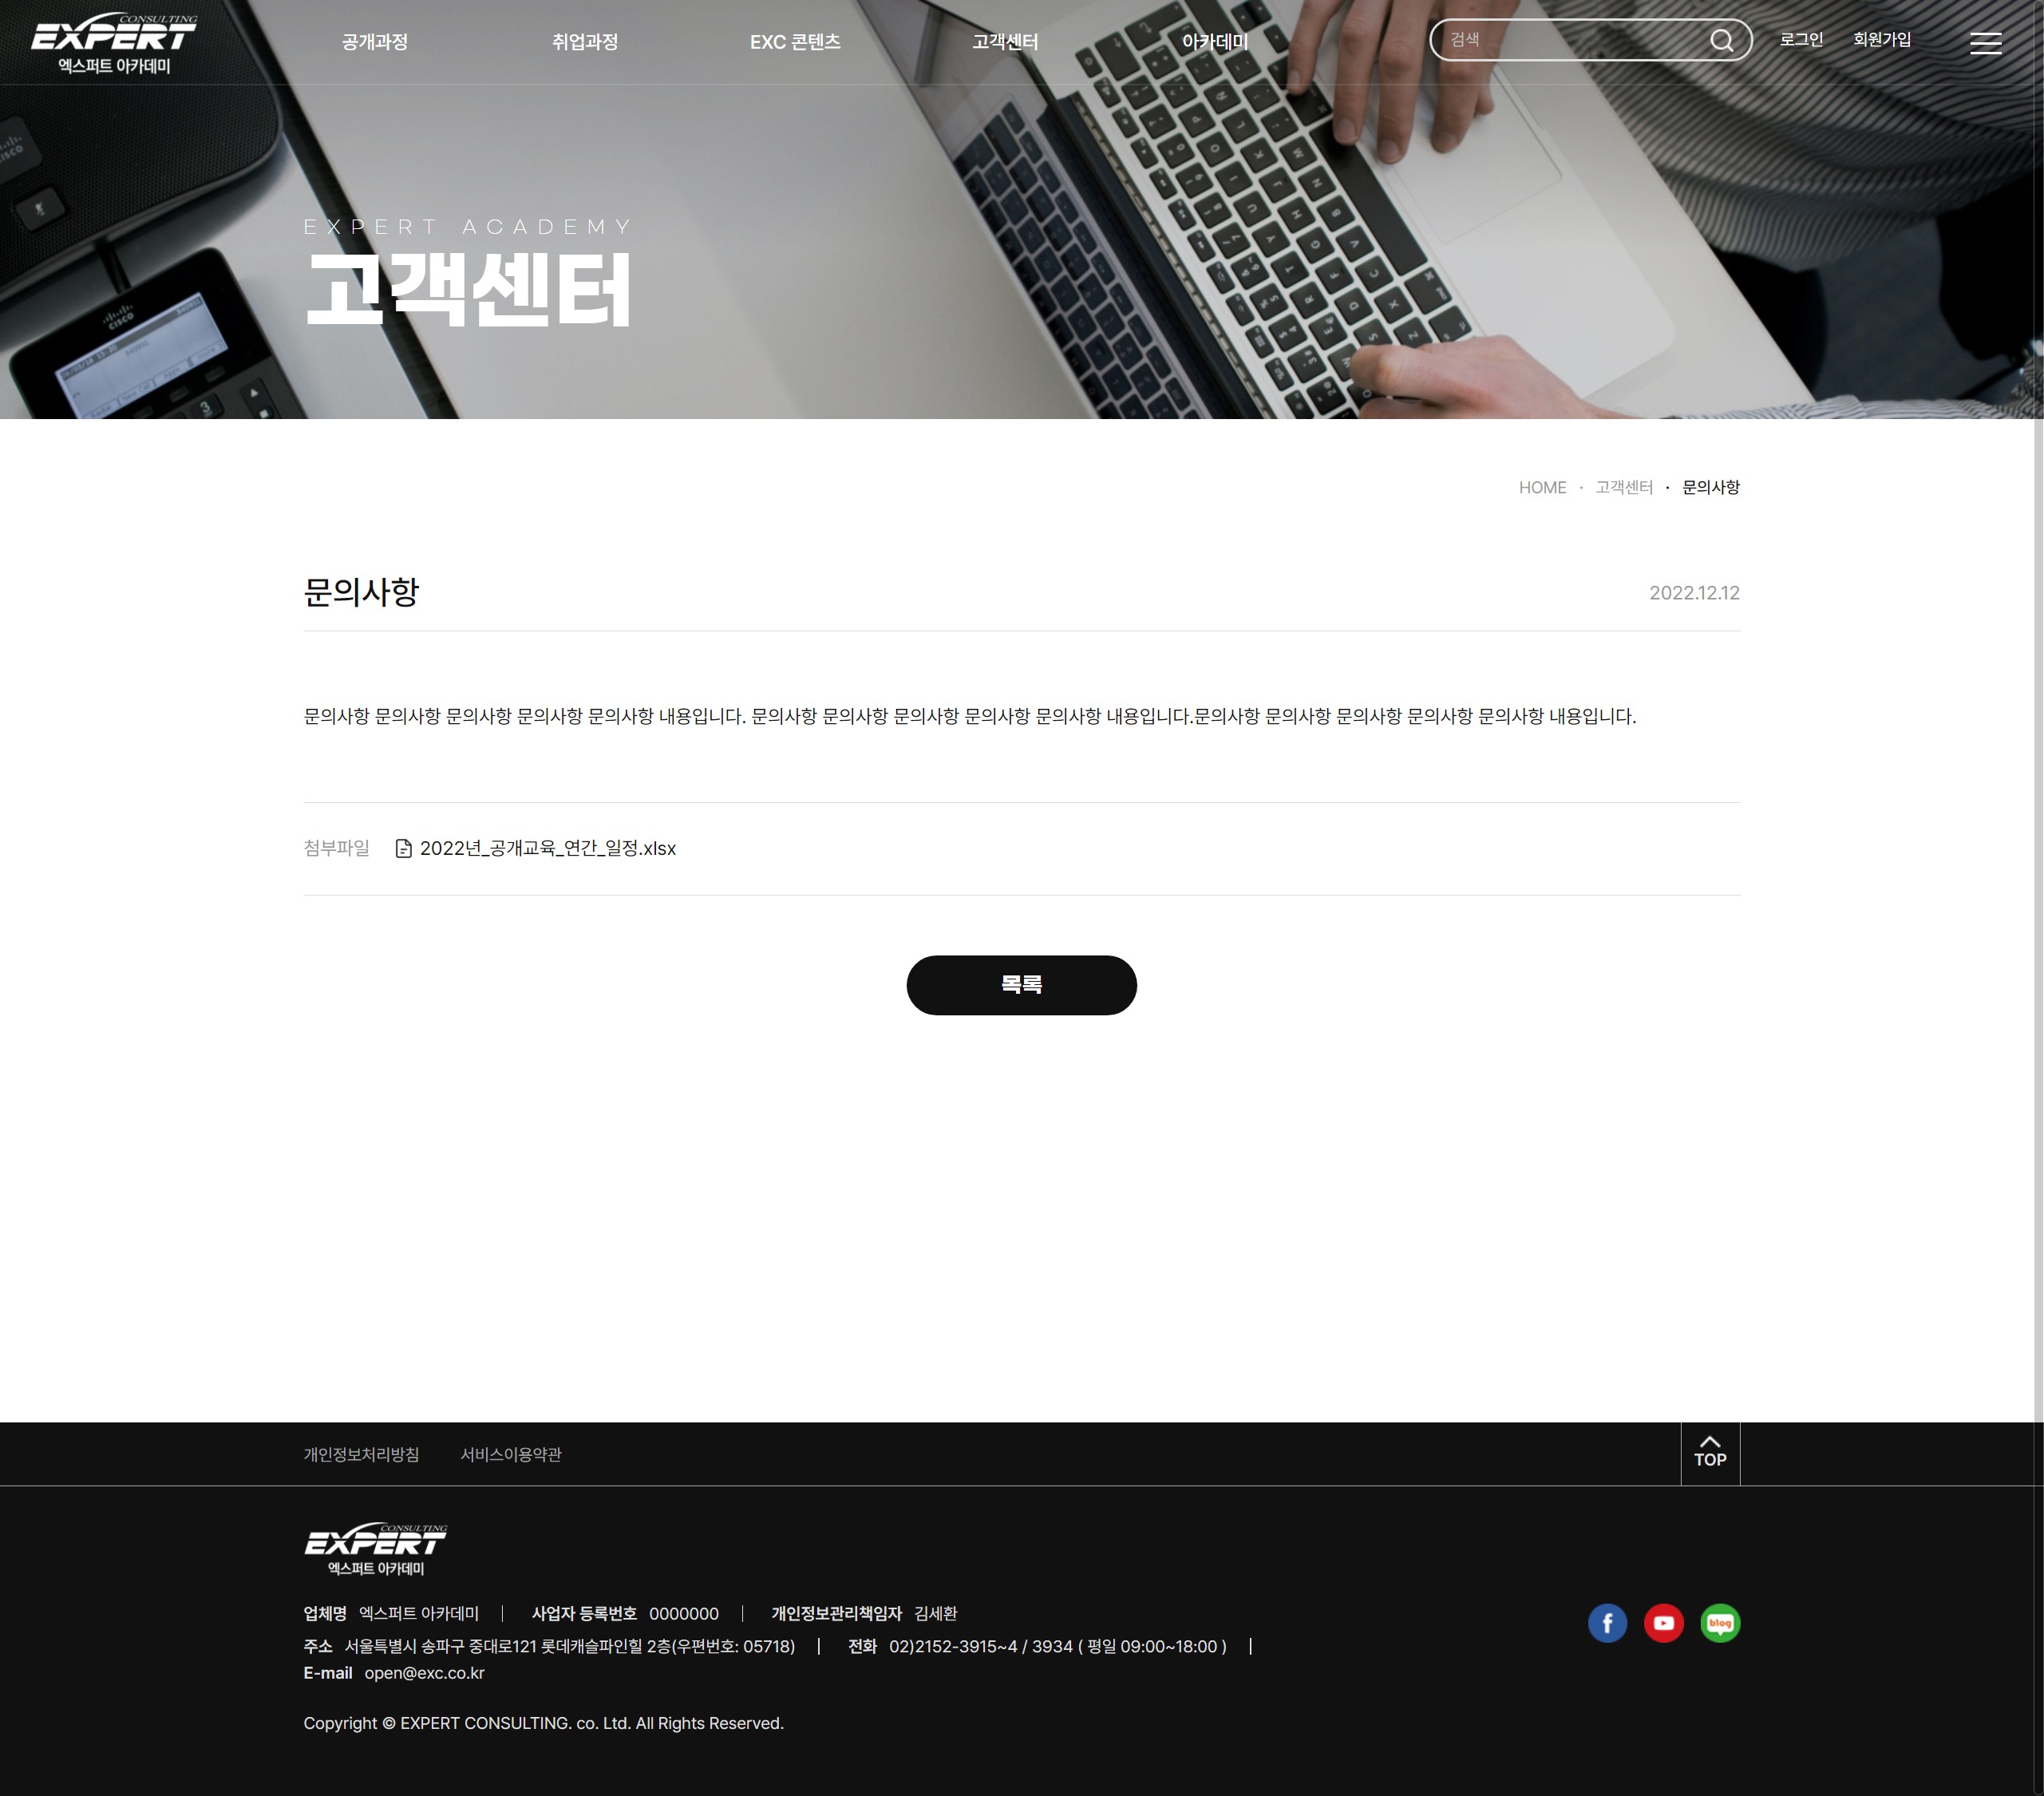 CONSULTING
EXPERT
엑스퍼트 아카데미
공개과정 취업과정 EXC 콘텐츠 고객센터 아카데미 검색 로그인 회원가입
EXPERT ACADEMY
고객센터
CISCO
HOME · 고객센터 · 문의사항
문의사항 2022.12.12
문의사항 문의사항 문의사항 문의사항 문의사항 내용입니다. 문의사항 문의사항 문의사항 문의사항 문의사항 내용입니다.문의사항 문의사항 문의사항 문의사항 문의사항 내용입니다.
첨부파일 2022년_공개교육_연간_일정.xlsx
목록
개인정보처리방침 서비스이용약관 TOP
CONSULTING
EXPERT
엑스퍼트 아카데미
업체명 엑스퍼트 아카데미 | 사업자 등록번호 0000000 | 개인정보관리책임자 김세환
주소 서울특별시 송파구 중대로121 롯데캐슬파인힐 2층(우편번호: 05718) | 전화 02)2152-3915~4 / 3934 ( 평일 09:00~18:00 ) |
E-mail open@exc.co.kr
blog
Copyright © EXPERT CONSULTING. co. Ltd. All Rights Reserved.